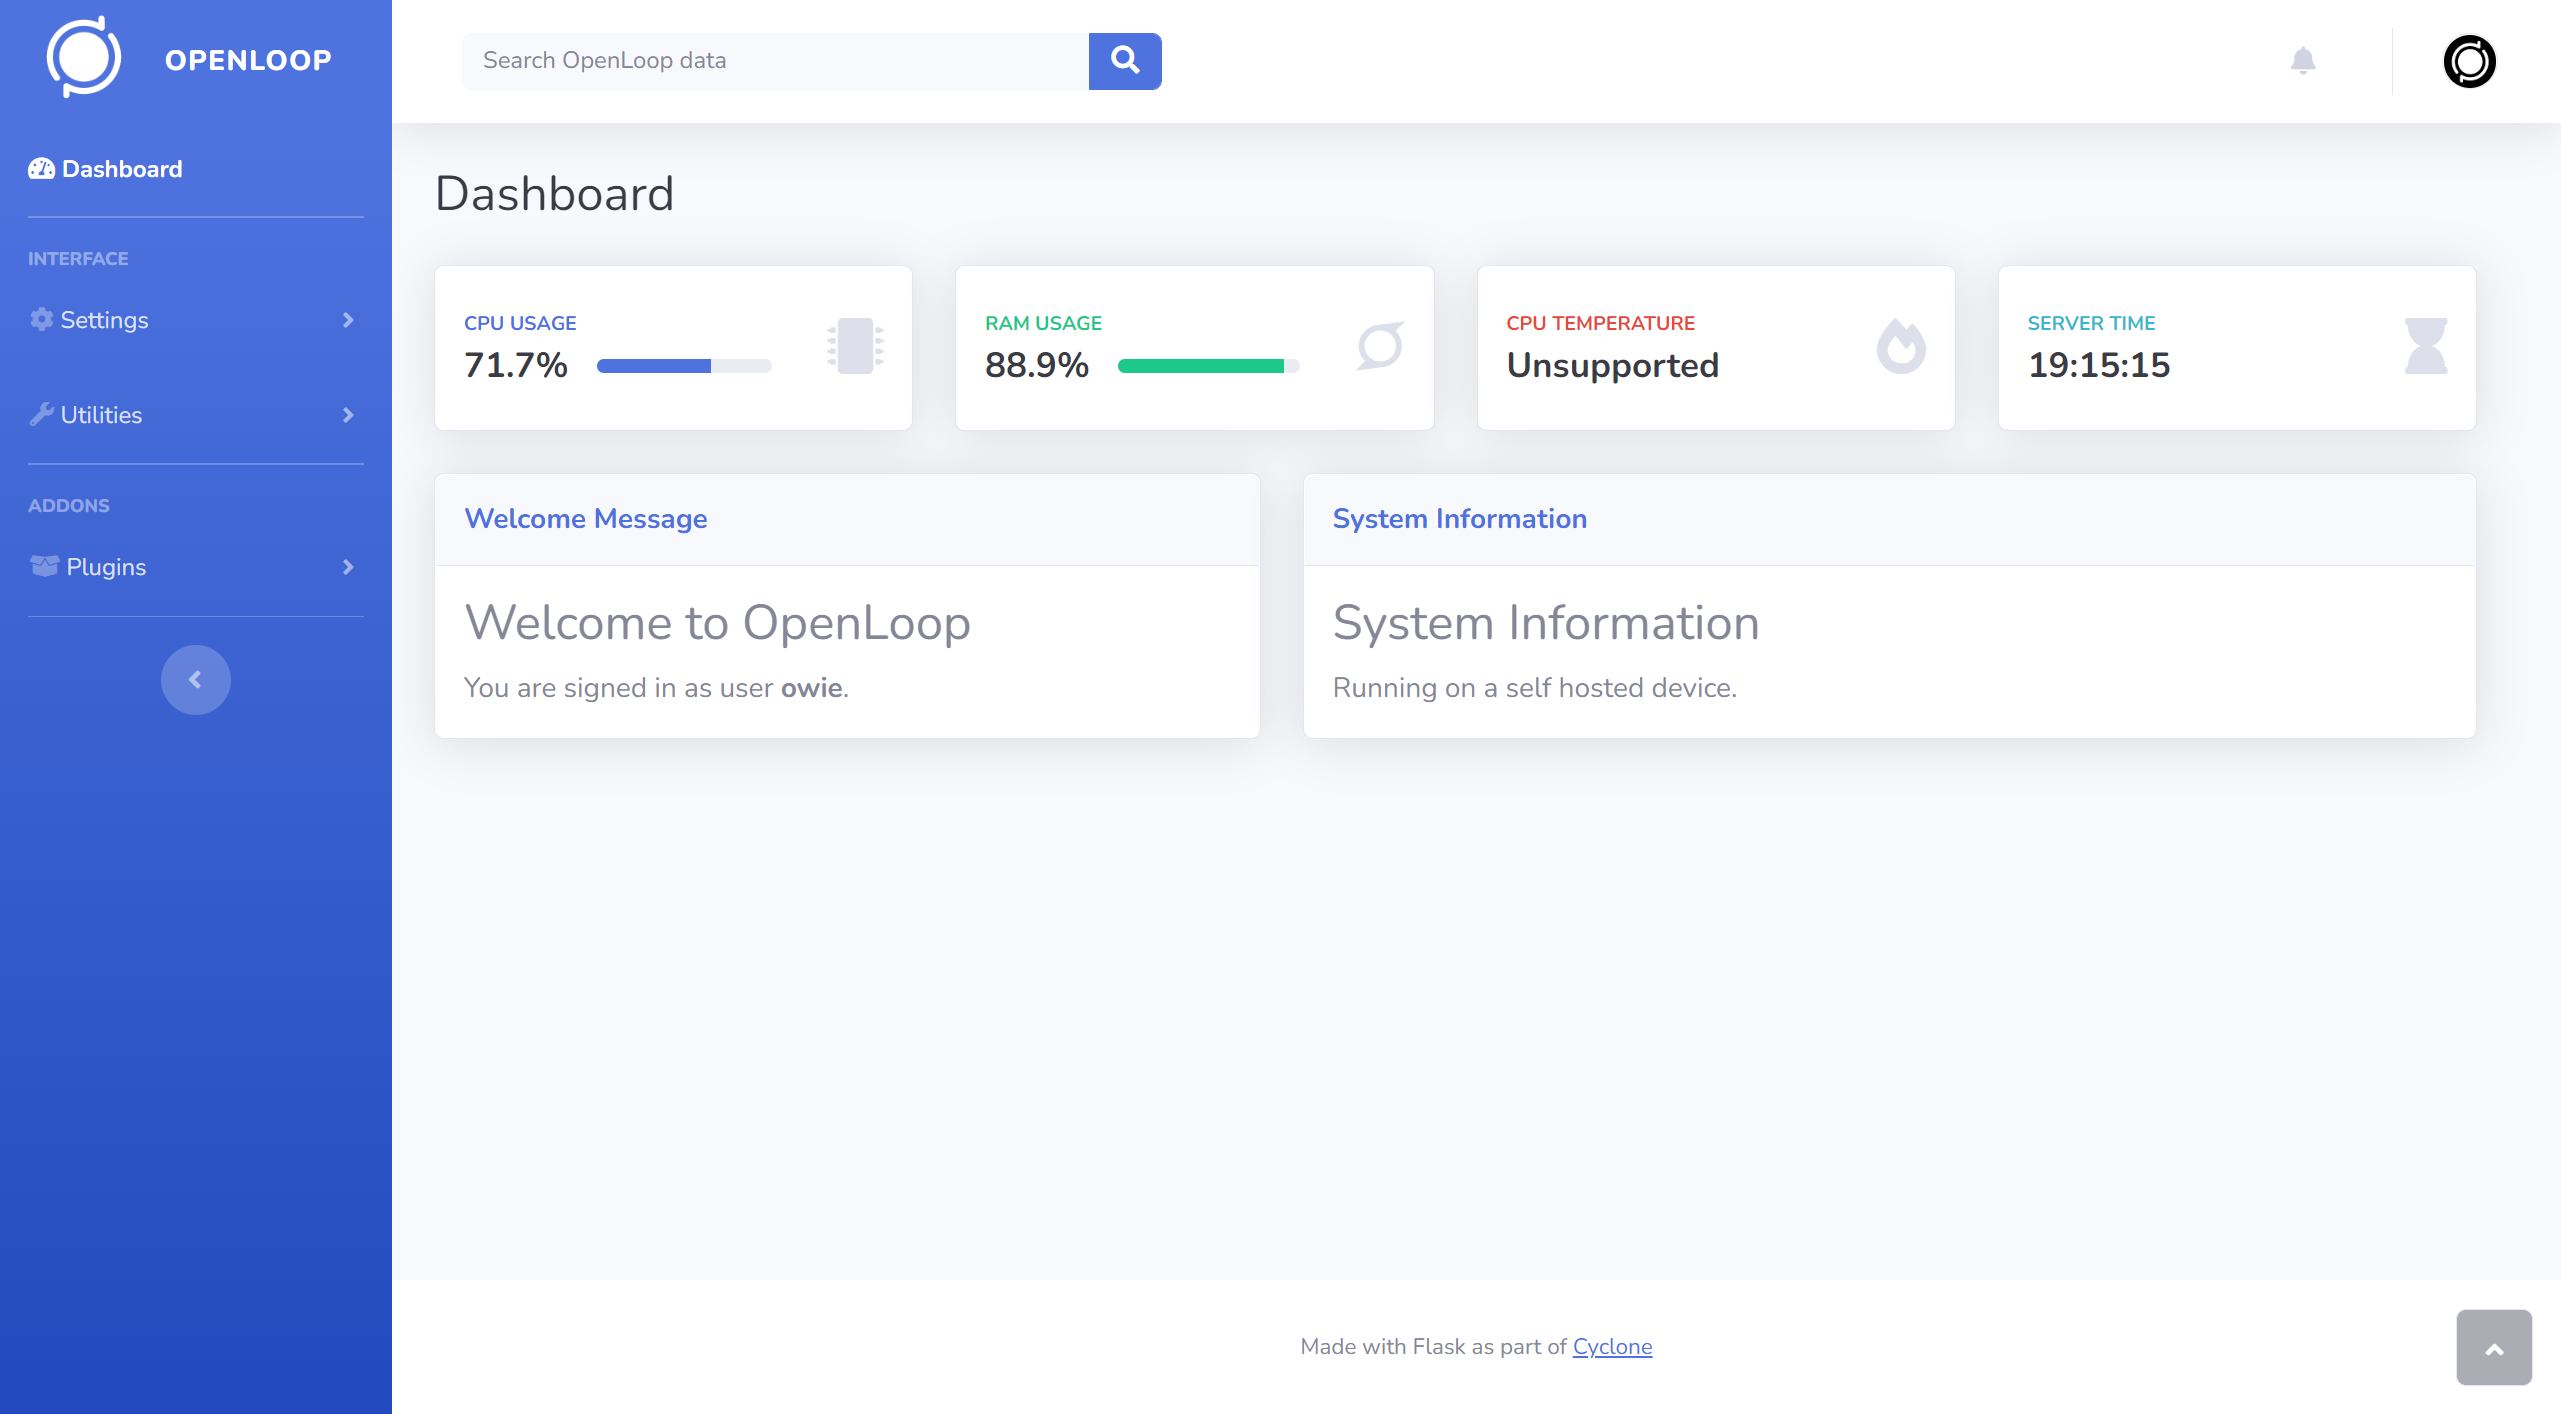 OPENLOOP
Search OpenLoop data
Dashboard
INTERFACE
Settings
Utilities
ADDONS
Plugins
Dashboard
CPU USAGE
71.7%
RAM USAGE
88.9%
CPU TEMPERATURE
Unsupported
SERVER TIME
19:15:15
Welcome Message
Welcome to OpenLoop
You are signed in as user owie.
System Information
System Information
Running on a self hosted device.
Made with Flask as part of Cyclone